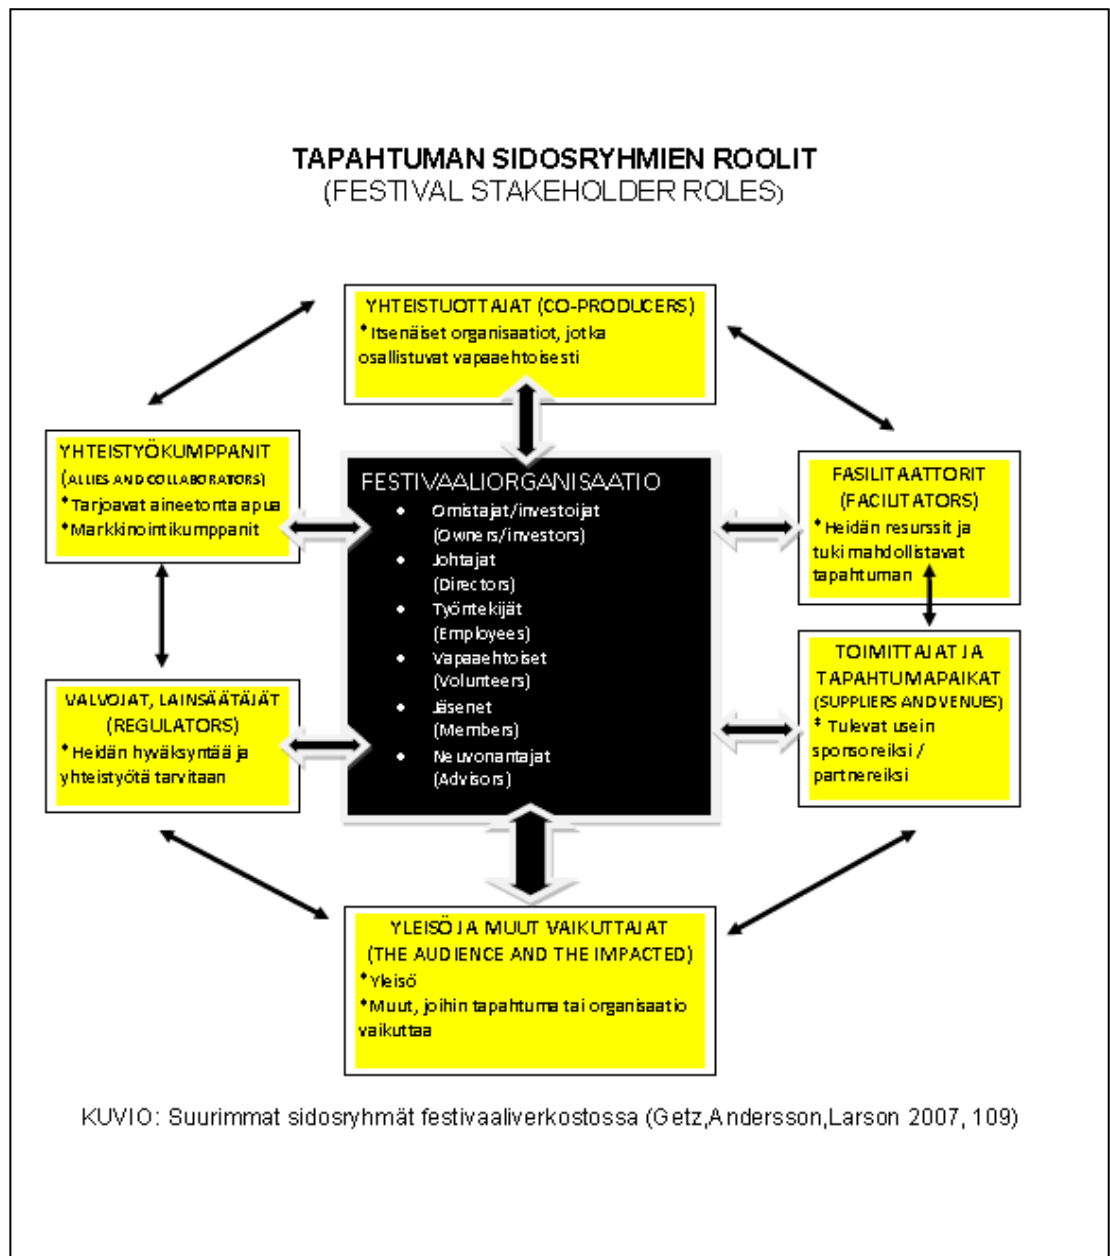 TAPAHTUMAN SIDOSRYHMIEN ROOLIT
(FESTIVAL STAKEHOLDER ROLES)
YHTEISTUOTTAJAT (CO-PRODUCERS)
*Itsenäiset organisaatiot, jotka
osallistuvat vapaaehtoisesti
YHTEISTYÖKUMPPANIT
(ALLIES AND COLLABORATORS)
*Tarjoavat aineetonta apua
*Markkinointikumppanit
FESTIVAALIORGANISAATIO
• Omistajat/investoijat
(Owners/investors)
• Johtajat
(Directors)
• Työntekijät
(Employees)
• Vapaaehtoiset
(Volunteers)
• Jäsenet
(Members)
• Neuvonantajat
(Advisors)
FASILITAATTORIT
(FACILITATORS)
* Heidän resurssit ja
tuki mahdollistavat
tapahtuman
VALVOJAT, LAINSÄÄTÄJÄT
(REGULATORS)
* Heidän hyväksyntää ja
yhteistyötä tarvitaan
TOIMITTAJAT JA
TAPAHTUMAPAIKAT
(SUPPLIERS AND VENUES)
* Tulevat usein
sponsoreiksi /
partnereiksi
YLEISÖ JA MUUT VAIKUTTAJAT
(THE AUDIENCE AND THE IMPACTED)
*Yleisö
*Muut, joihin tapahtuma tai organisaatio
vaikuttaa
KUVIO: Suurimmat sidosryhmät festivaaliverkostossa (Getz,Andersson,Larson 2007, 109)